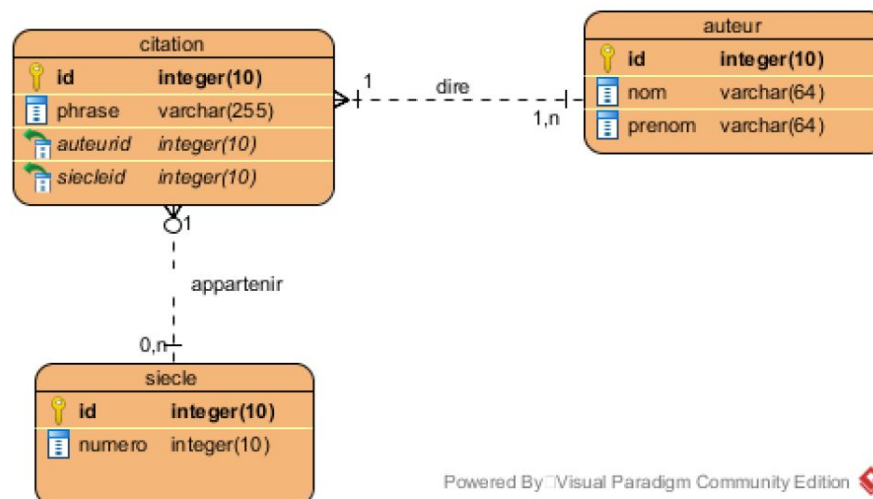 citation
id integer(10)
phrase varchar(255)
auteurid integer(10)
siecleid integer(10)
1
dire
1,n
auteur
id integer(10)
nom varchar(64)
prenom varchar(64)
1
appartenir
0,n
siecle
id integer(10)
numero integer(10)
Powered By Visual Paradigm Community Edition